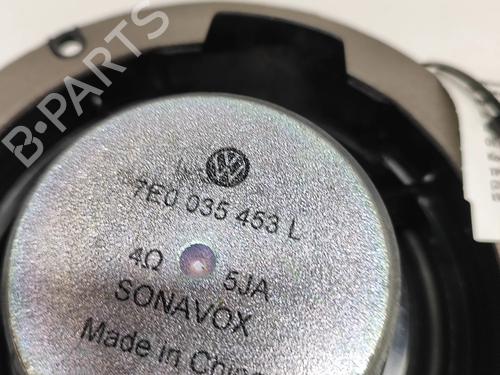 B-PARTS
7E0 035 453 L
4Ω 5JA
SONAVOX
Made in China